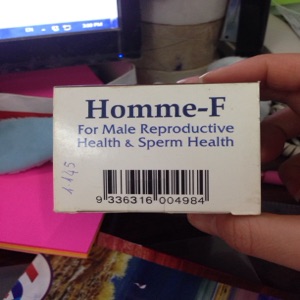 Homme-F
For Male Reproductive
Health & Sperm Health
9 336316 004984